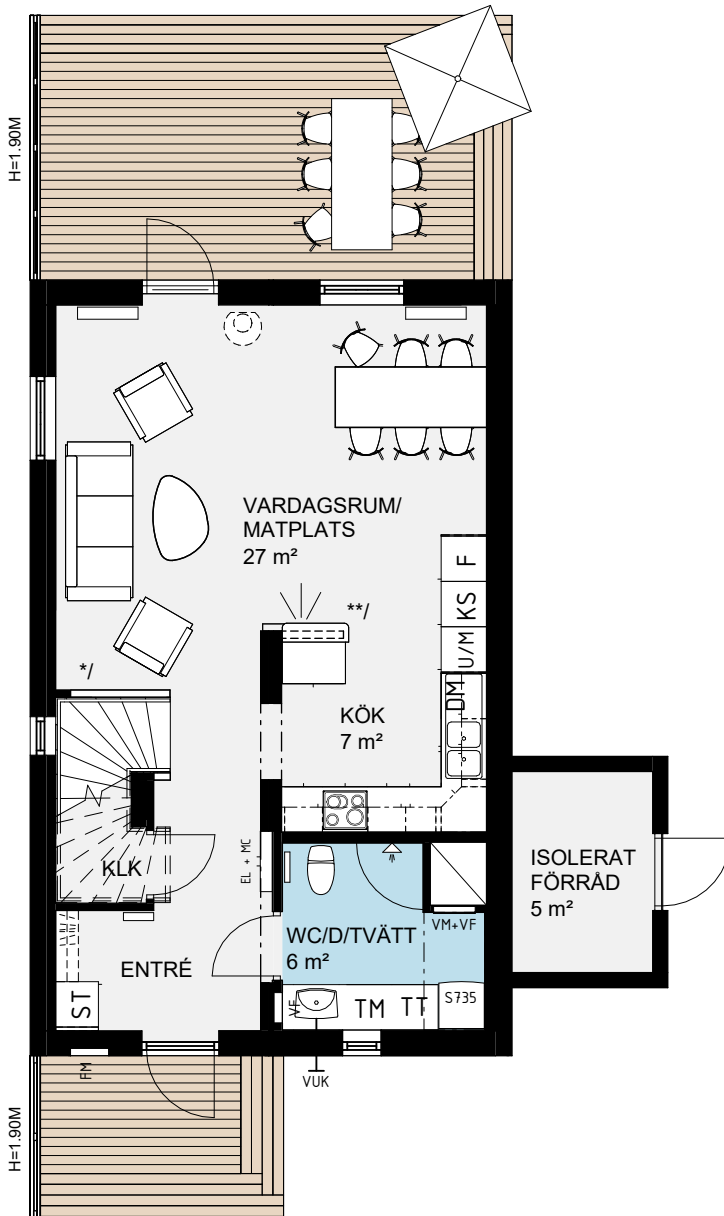 H=1.90M
VARDAGSRUM/
MATPLATS
27 m²
F
KS
U/M
DM
**/
*/
KÖK
7 m²
KLK
EL + MC
ISOLERAT
FÖRRÅD
5 m²
WC/D/TVÄTT
6 m²
VM+VF
ENTRÉ
ST
VF
TM
TT
S735
FM
VUK
H=1.90M